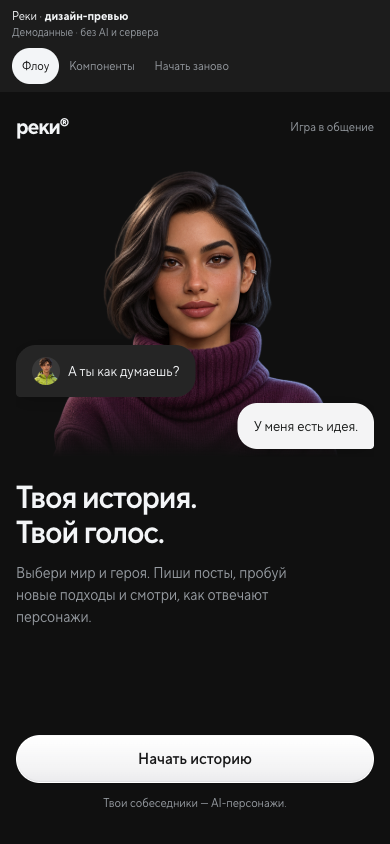 Реки · дизайн-превью
Демоданные · без AI и сервера
Флоу Компоненты Начать заново
реки® Игра в общение
А ты как думаешь?
У меня есть идея.
Твоя история.
Твой голос.
Выбери мир и героя. Пиши посты, пробуй
новые подходы и смотри, как отвечают
персонажи.
Начать историю
Твои собеседники — AI-персонажи.